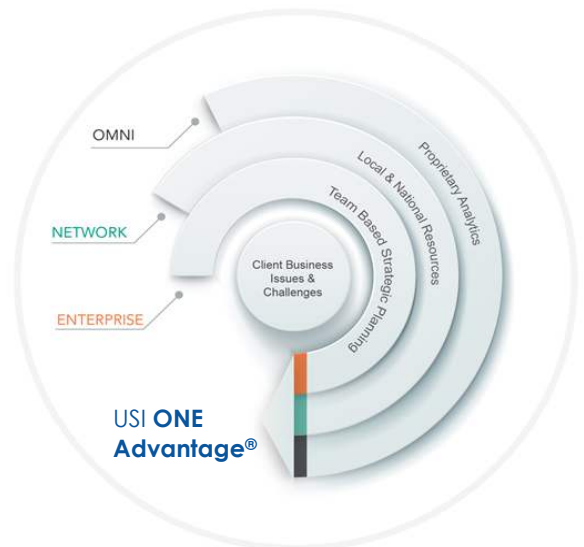 OMNI
NETWORK
ENTERPRISE
Proprietary Analytics
Local & National Resources
Team Based Strategic Planning
Client Business
Issues &
Challenges
USI ONE
Advantage®